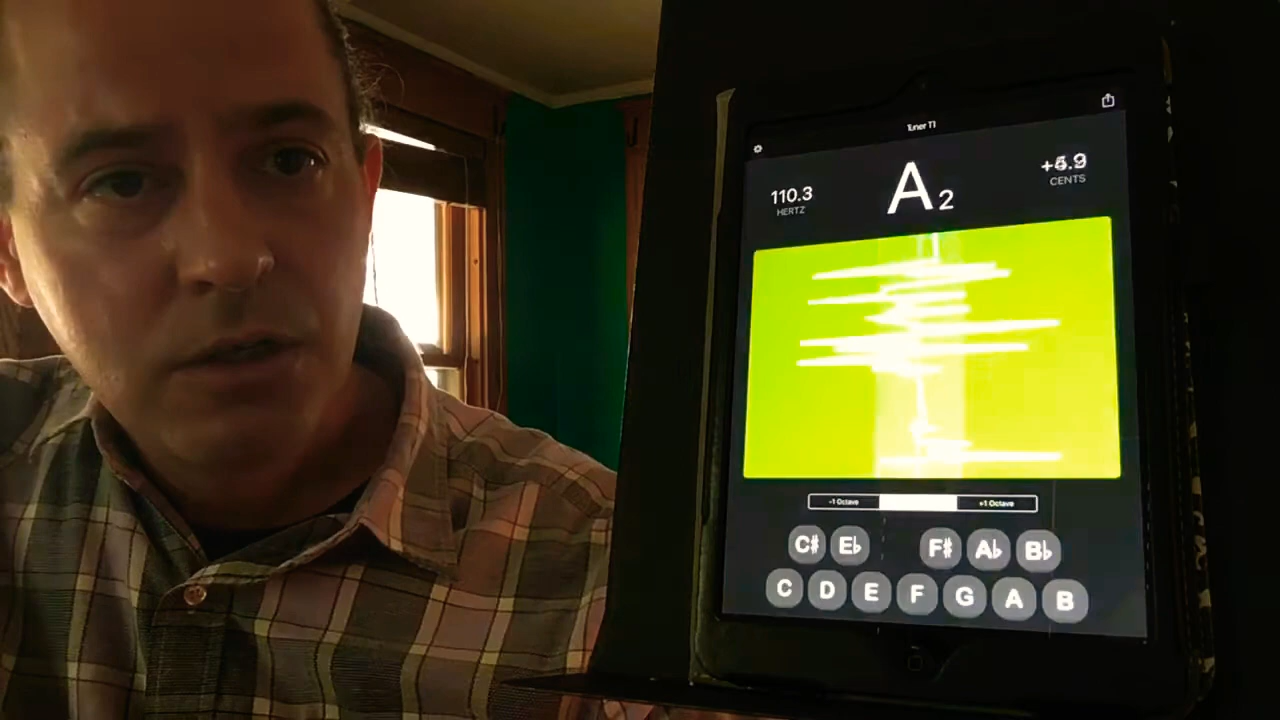 Tuner T1
110.3
HERTZ
A2
CENTS
-1 Octave
+1 Octave
C# E♭ F# A♭ B♭
C D E F G A B